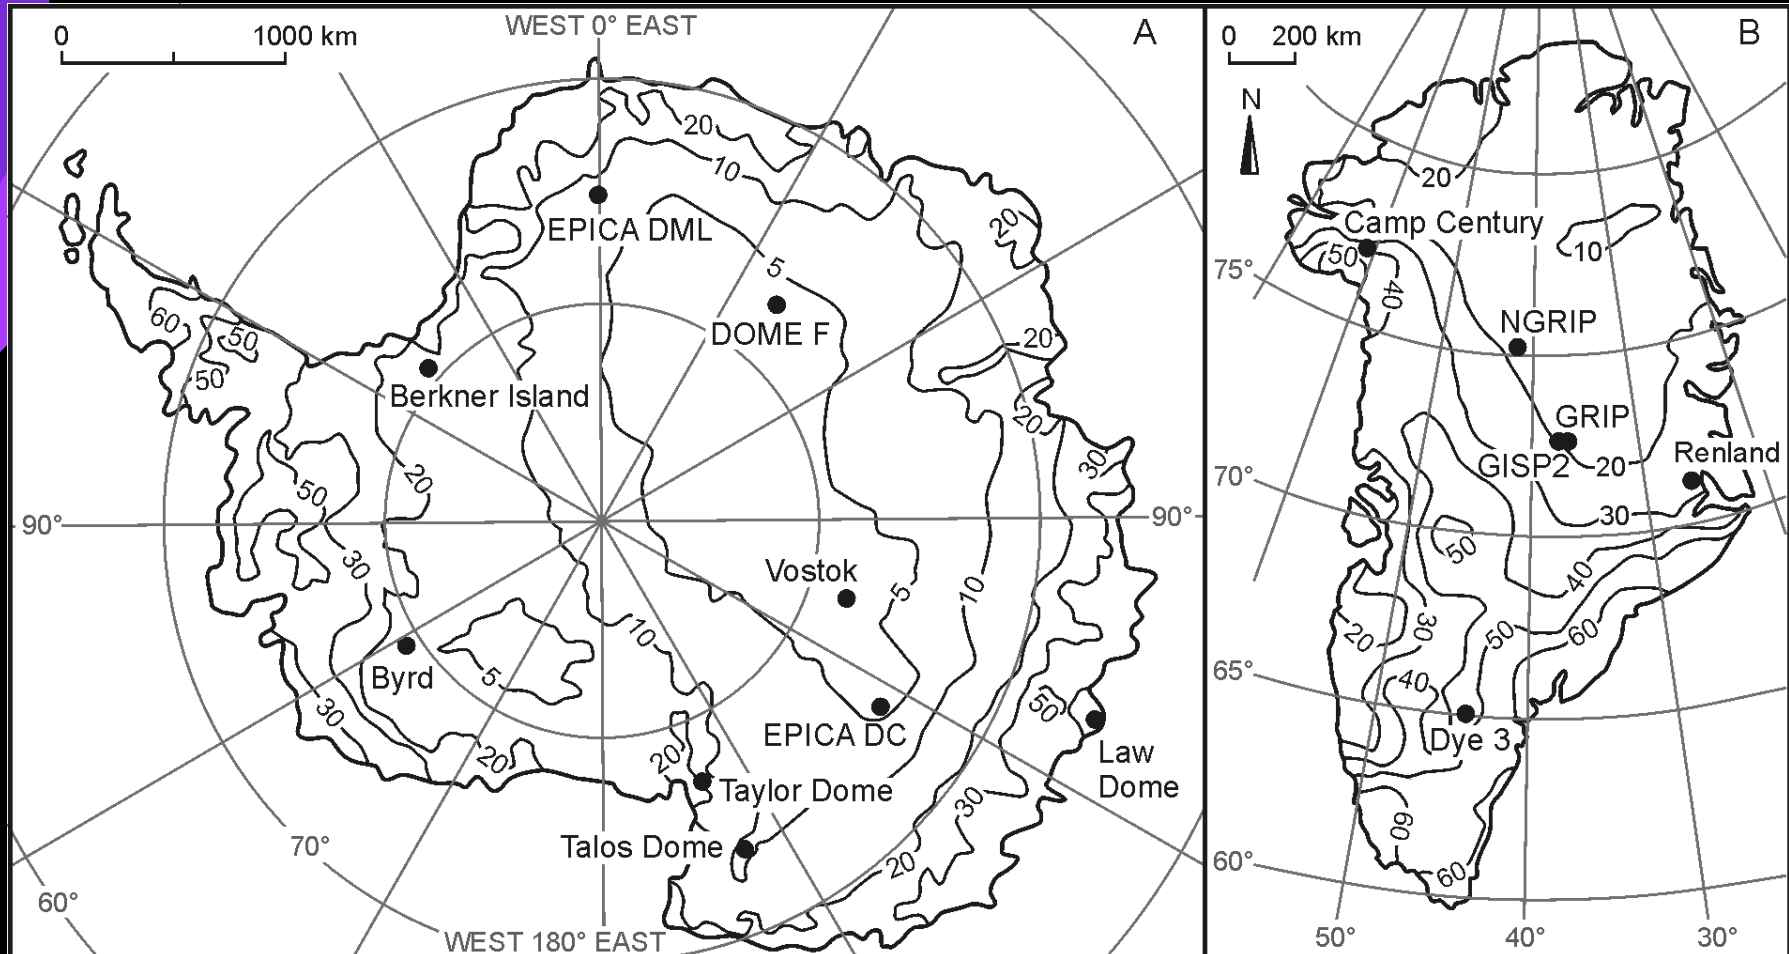 0 1000 km
WEST 0° EAST
A
20
10
20
EPICA DML
5
60
50
50
DOME F
20
Berkner Island
20
30
20
50
90°
90°
30
Vostok
5
10
10
Byrd
5
30
50
EPICA DC
20
20
Law
Dome
Taylor Dome
30
Talos Dome
70°
20
60°
WEST 180° EAST
0 200 km
B
N
20
Camp Century
10
50
75°
40
NGRIP
GRIP
GISP2
20
Renland
70°
30
50
40
20
30
50
60
65°
40
Dye 3
60
60°
60
50° 40° 30°